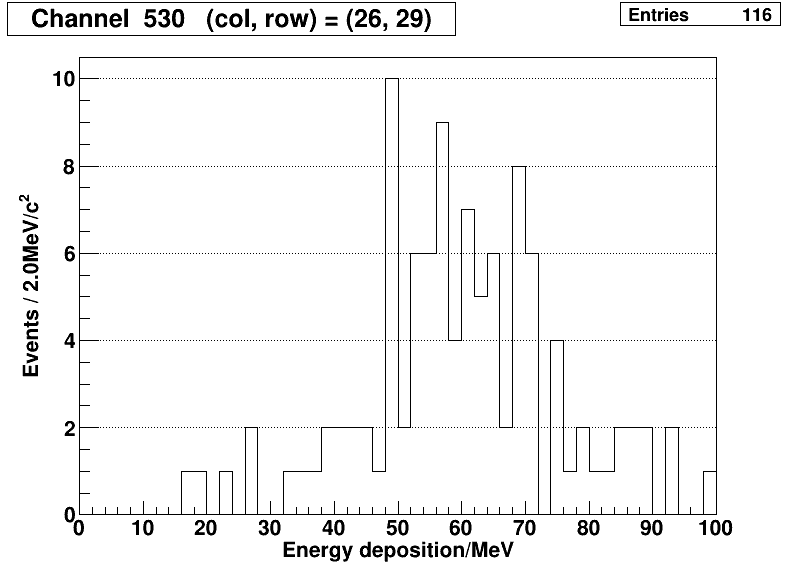 Channel 530 (col, row) = (26, 29)
Entries 116
10
8
6
4
2
0
Events / 2.0MeV/c²
0 10 20 30 40 50 60 70 80 90 100
Energy deposition/MeV